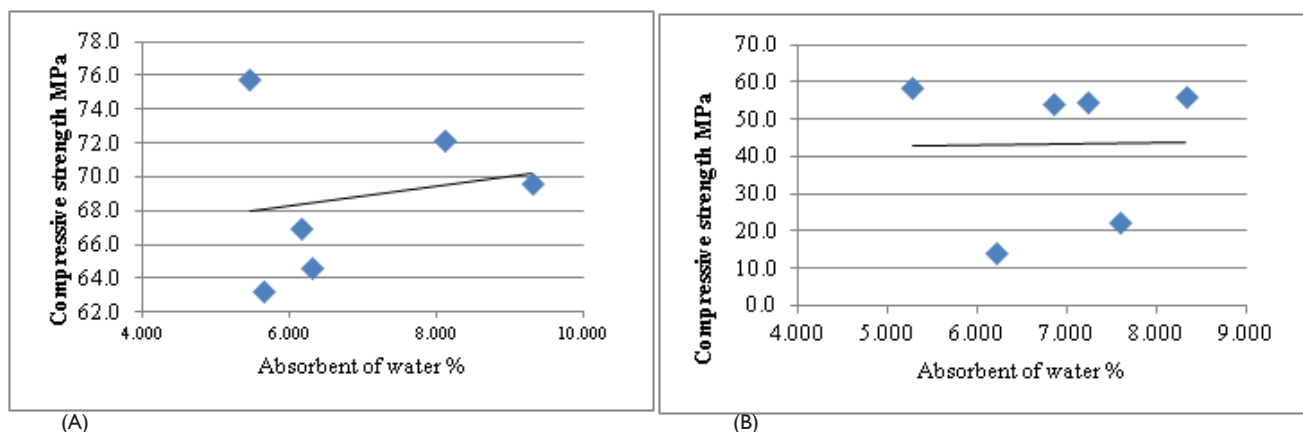 Compressive strength MPa
78.0
76.0
74.0
72.0
70.0
68.0
66.0
64.0
62.0
4.000 6.000 8.000 10.000
Absorbent of water %
(A)
Compressive strength MPa
70.0
60.0
50.0
40.0
30.0
20.0
10.0
0.0
4.000 5.000 6.000 7.000 8.000 9.000
Absorbent of water %
(B)